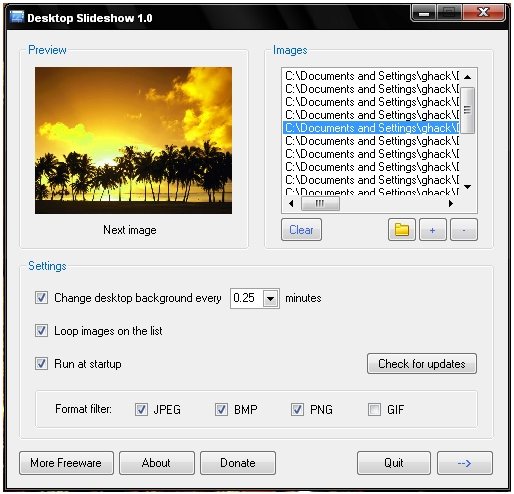 Desktop Slideshow 1.0
Preview
Next image
Images
C:\Documents and Settings\ghack\
C:\Documents and Settings\ghack\
C:\Documents and Settings\ghack\
C:\Documents and Settings\ghack\
C:\Documents and Settings\ghack\
C:\Documents and Settings\ghack\
C:\Documents and Settings\ghack\
C:\Documents and Settings\ghack\
C:\Documents and Settings\ghack\
C:\Documents and Settings\ghack\
Clear + -
Settings
Change desktop background every 0.25 minutes
Loop images on the list
Run at startup
Check for updates
Format filter: JPEG BMP PNG GIF
More Freeware About Donate Quit -->